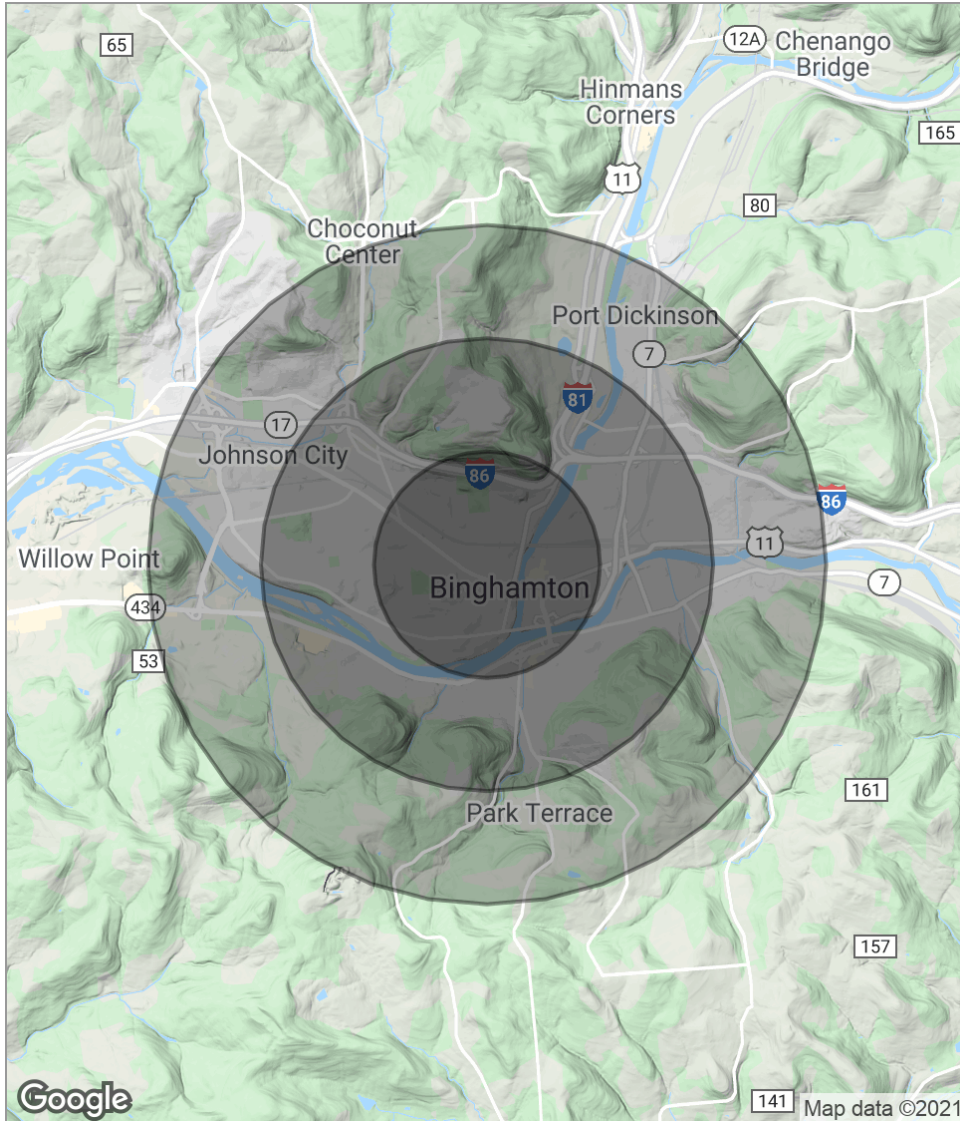 65
12A
Chenango
Bridge
Hinmans
Corners
165
11
80
Choconut
Center
Port Dickinson
7
81
17
Johnson City
86
86
11
Willow Point
7
Binghamton
434
53
161
Park Terrace
157
141
Google
Map data ©2021